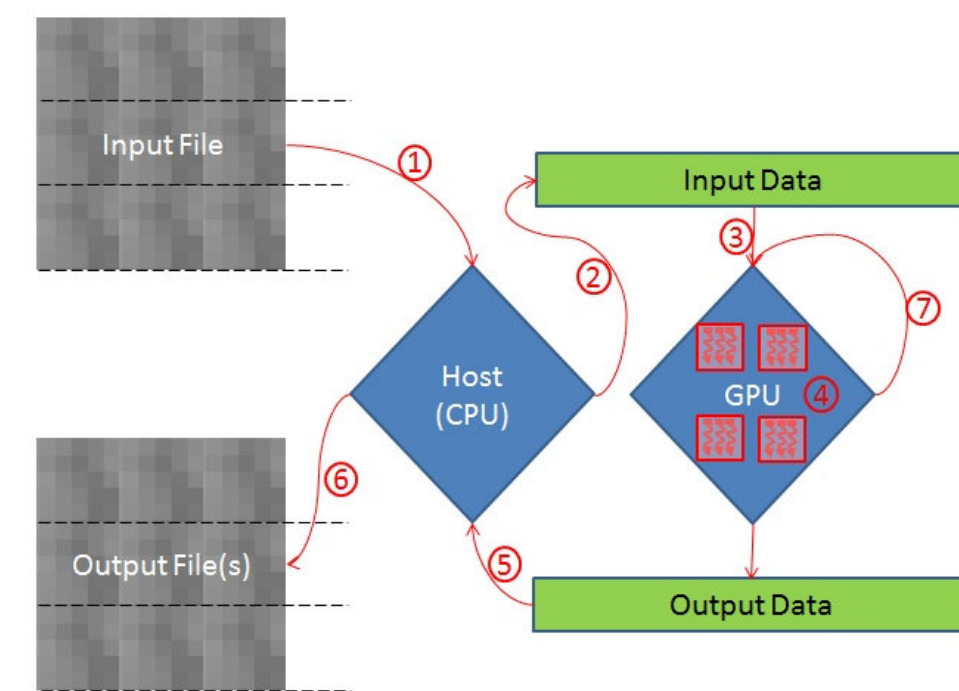 Input File
①
Input Data
③
②
⑦
Host
(CPU)
GPU ④
⑥
Output File(s)
⑤
Output Data